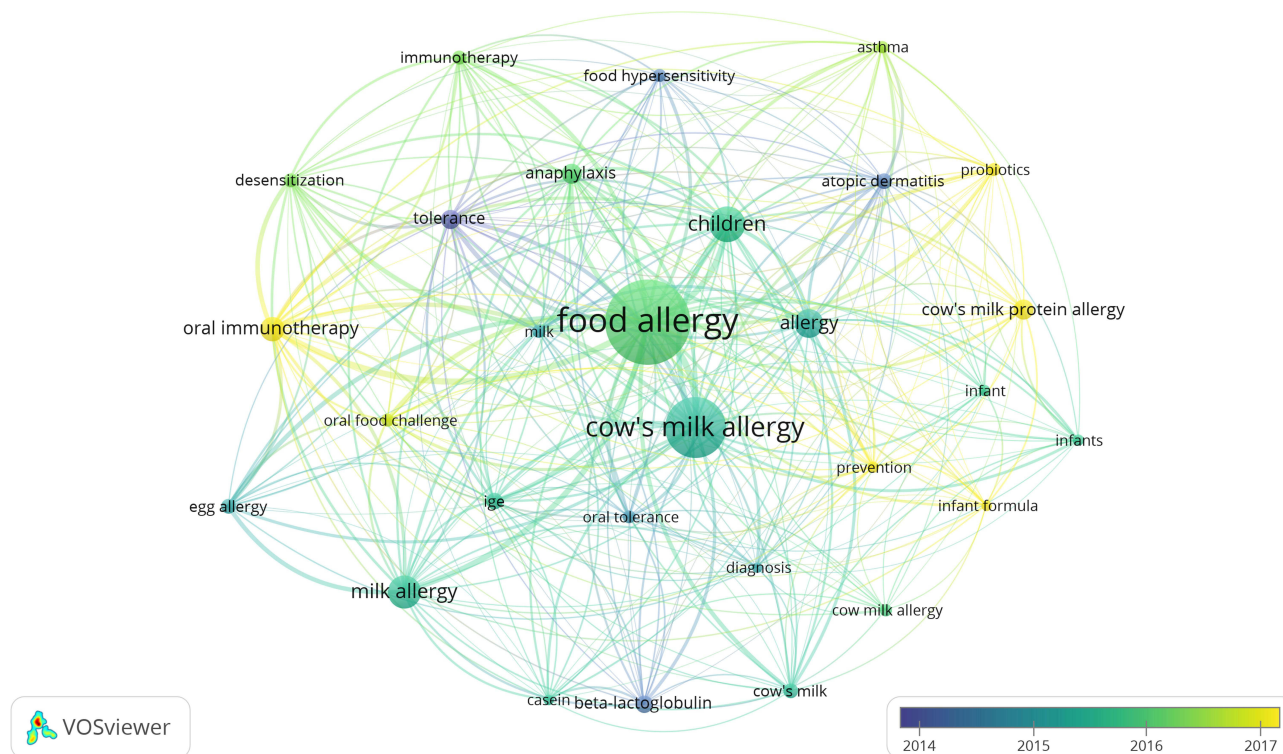 asthma
immunotherapy
food hypersensitivity
probiotics
anaphylaxis
desensitization
atopic dermatitis
tolerance
children
cow's milk protein allergy
food allergy
allergy
oral immunotherapy
milk
infant
oral food challenge
cow's milk allergy
infants
prevention
ige
egg allergy
infant formula
oral tolerance
diagnosis
milk allergy
cow milk allergy
cow's milk
casein
beta-lactoglobulin
VOSviewer
2014
2015
2016
2017